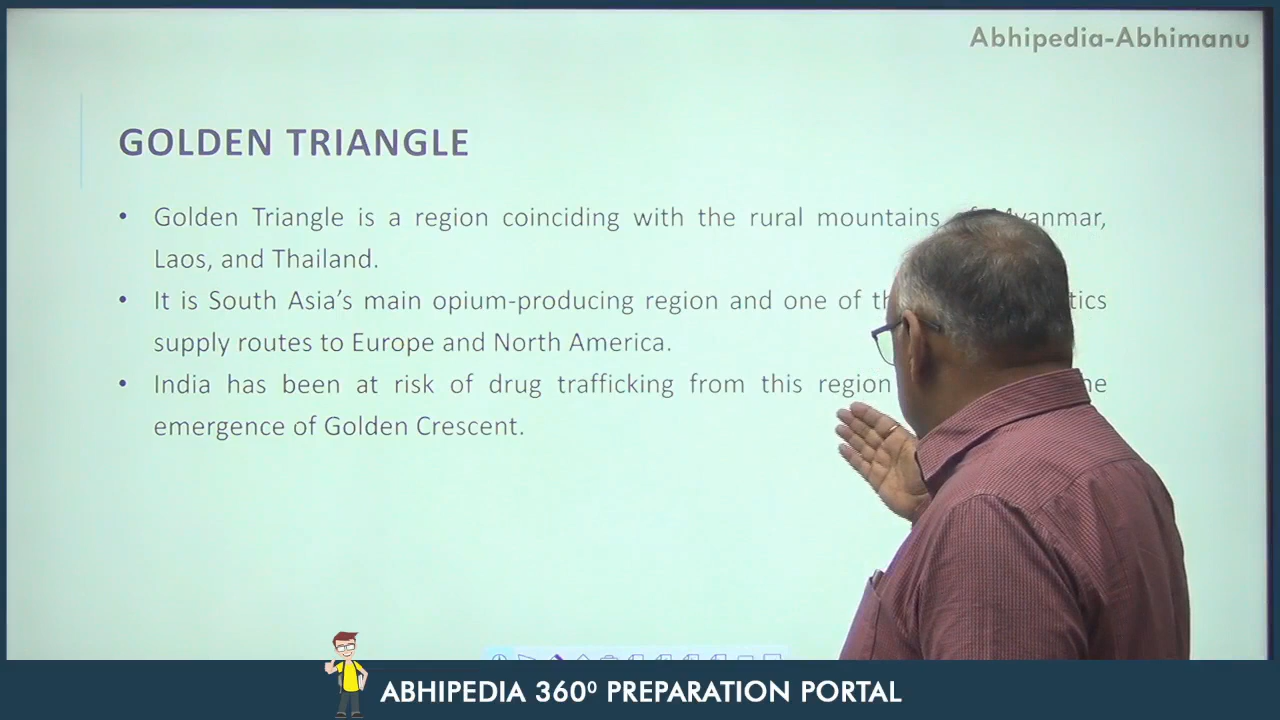 Abhipedia-Abhimanu
GOLDEN TRIANGLE
• Golden Triangle is a region coinciding with the rural mountains of Myanmar,
Laos, and Thailand.
• It is South Asia’s main opium-producing region and one of
supply routes to Europe and North America.
• India has been at risk of drug trafficking from this region
emergence of Golden Crescent.
ABHIPEDIA 360⁰ PREPARATION PORTAL